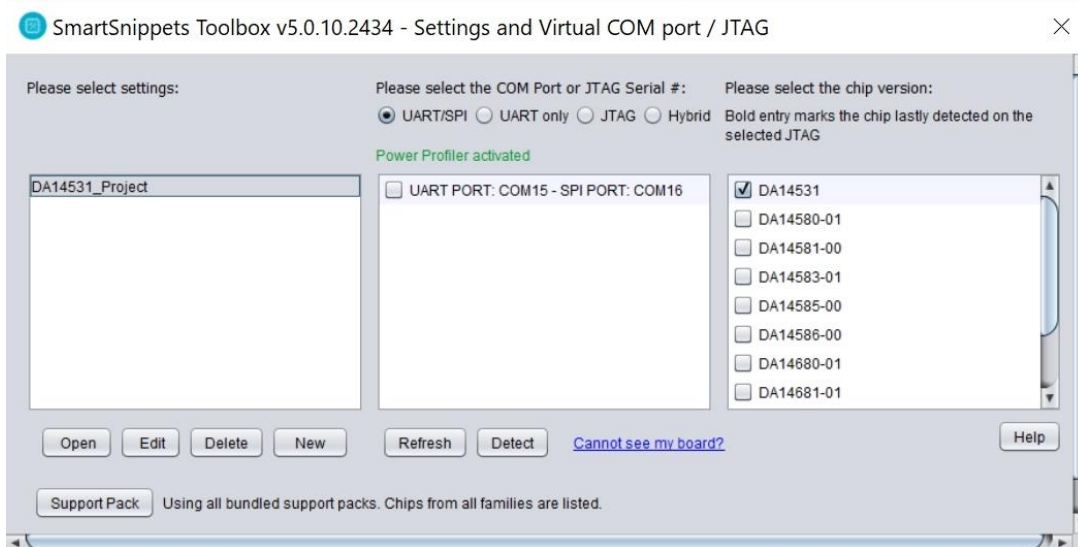 SmartSnippets Toolbox v5.0.10.2434 - Settings and Virtual COM port / JTAG
Please select settings:
DA14531_Project
Open
Edit
Delete
New
Please select the COM Port or JTAG Serial #:
UART/SPI
UART only
JTAG
Hybrid
Power Profiler activated
UART PORT: COM15 - SPI PORT: COM16
Refresh
Detect
Cannot see my board?
Please select the chip version:
Bold entry marks the chip lastly detected on the
selected JTAG
DA14531
DA14580-01
DA14581-00
DA14583-01
DA14585-00
DA14586-00
DA14680-01
DA14681-01
Help
Support Pack
Using all bundled support packs. Chips from all families are listed.